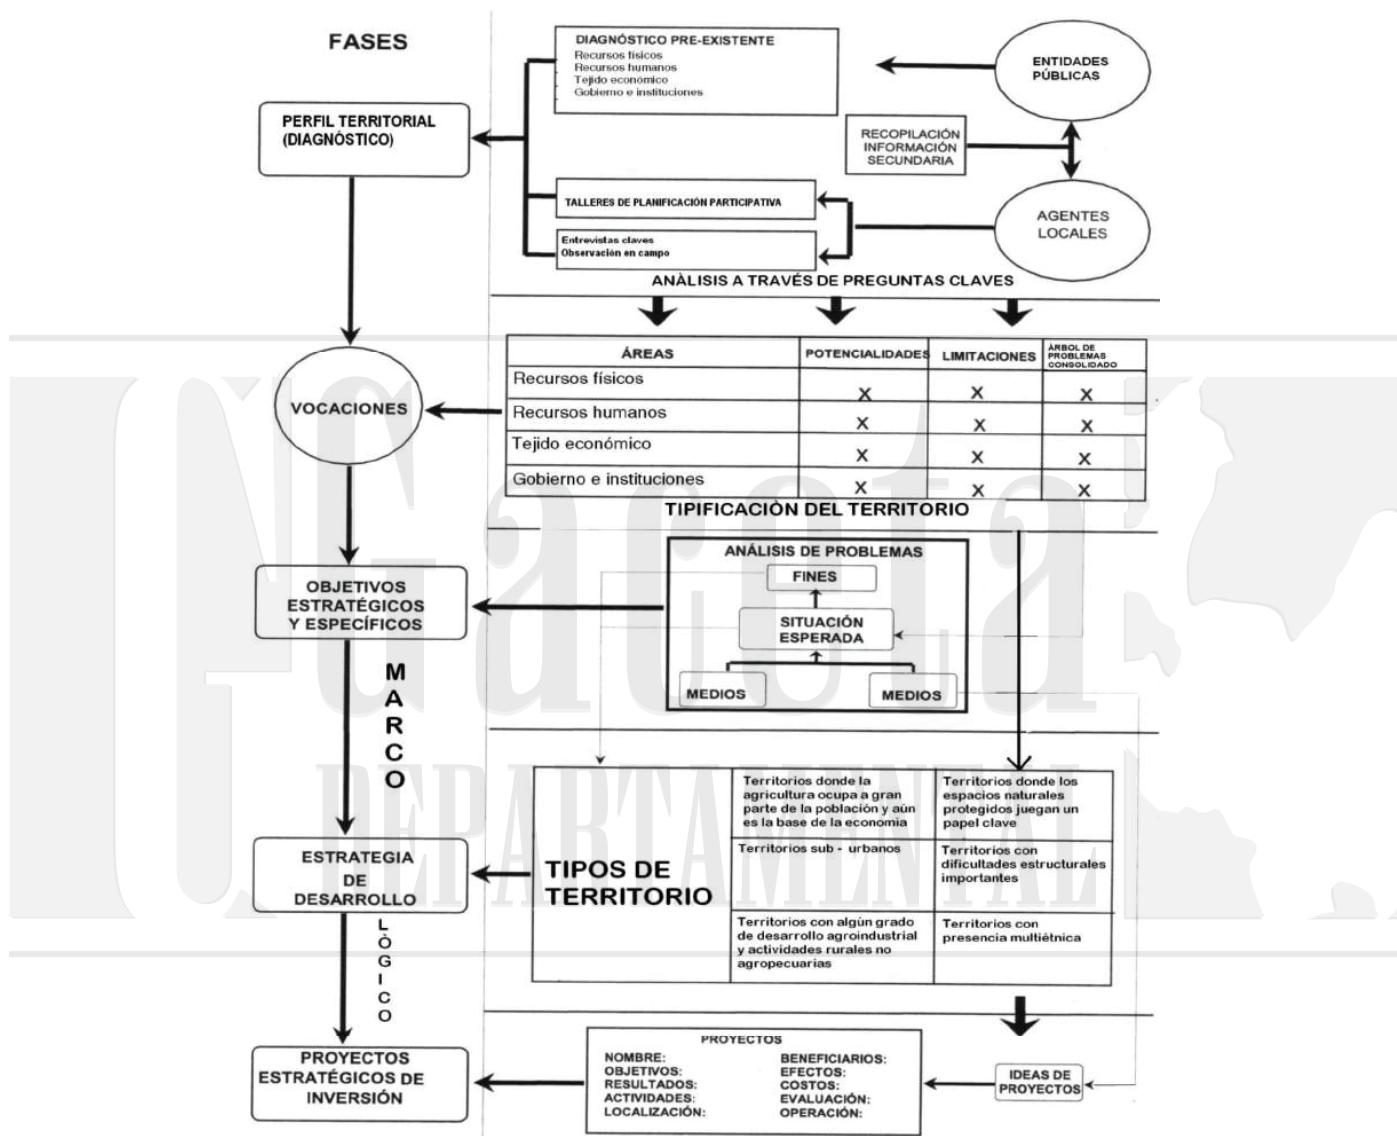 FASES
DIAGNÓSTICO PRE-EXISTENTE
Recursos físicos
Recursos humanos
Tejido económico
Gobierno e instituciones
ENTIDADES
PÚBLICAS
PERFIL TERRITORIAL
(DIAGNÓSTICO)
RECOPILACIÓN
INFORMACIÓN
SECUNDARIA
TALLERES DE PLANIFICACIÓN PARTICIPATIVA
AGENTES
LOCALES
Entrevistas claves
Observación en campo
ANÀLISIS A TRAVÉS DE PREGUNTAS CLAVES
ÁREAS POTENCIALIDADES LIMITACIONES ÀRBOL DE
PROBLEMAS
CONSOLIDADO
Recursos físicos X X X
Recursos humanos X X X
Tejido económico X X X
Gobierno e instituciones X X X
VOCACIONES
TIPIFICACIÒN DEL TERRITORIO
ANÁLISIS DE PROBLEMAS
FINES
SITUACIÓN
ESPERADA
MEDIOS MEDIOS
OBJETIVOS
ESTRATÉGICOS
Y ESPECÍFICOS
MARCO
TIPOS DE
TERRITORIO
Territorios donde la
agricultura ocupa a gran
parte de la población y aún
es la base de la economia
Territorios donde los
espacios naturales
protegidos juegan un
papel clave
Territorios sub - urbanos
Territorios con
dificultades estructurales
importantes
Territorios con algún grado
de desarrollo agroindustrial
y actividades rurales no
agropecuarias
Territorios con
presencia multiétnica
ESTRATEGIA
DE
DESARROLLO
LÒGICO
PROYECTOS
NOMBRE: BENEFICIARIOS:
OBJETIVOS: EFECTOS:
RESULTADOS: COSTOS:
ACTIVIDADES: EVALUACIÓN:
LOCALIZACIÓN: OPERACIÓN:
IDEAS DE
PROYECTOS
PROYECTOS
ESTRATÉGICOS DE
INVERSIÓN
Gaceta
DEPARTAMENTAL